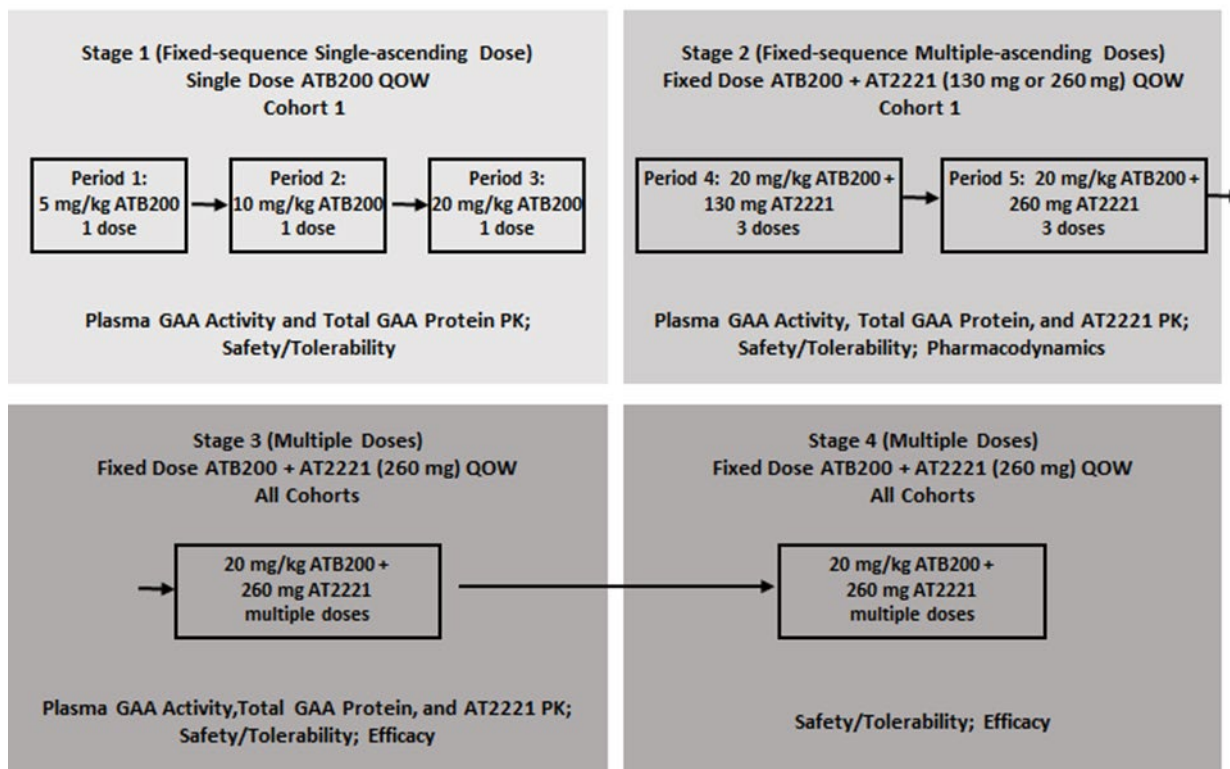 Stage 1 (Fixed-sequence Single-ascending Dose)
Single Dose ATB200 QOW
Cohort 1
Period 1:
5 mg/kg ATB200
1 dose
Period 2:
10 mg/kg ATB200
1 dose
Period 3:
20 mg/kg ATB200
1 dose
Plasma GAA Activity and Total GAA Protein PK;
Safety/Tolerability
Stage 2 (Fixed-sequence Multiple-ascending Doses)
Fixed Dose ATB200 + AT2221 (130 mg or 260 mg) QOW
Cohort 1
Period 4: 20 mg/kg ATB200 +
130 mg AT2221
3 doses
Period 5: 20 mg/kg ATB200 +
260 mg AT2221
3 doses
Plasma GAA Activity, Total GAA Protein, and AT2221 PK;
Safety/Tolerability; Pharmacodynamics
Stage 3 (Multiple Doses)
Fixed Dose ATB200 + AT2221 (260 mg) QOW
All Cohorts
20 mg/kg ATB200 +
260 mg AT2221
multiple doses
Plasma GAA Activity,Total GAA Protein, and AT2221 PK;
Safety/Tolerability; Efficacy
Stage 4 (Multiple Doses)
Fixed Dose ATB200 + AT2221 (260 mg) QOW
All Cohorts
20 mg/kg ATB200 +
260 mg AT2221
multiple doses
Safety/Tolerability; Efficacy